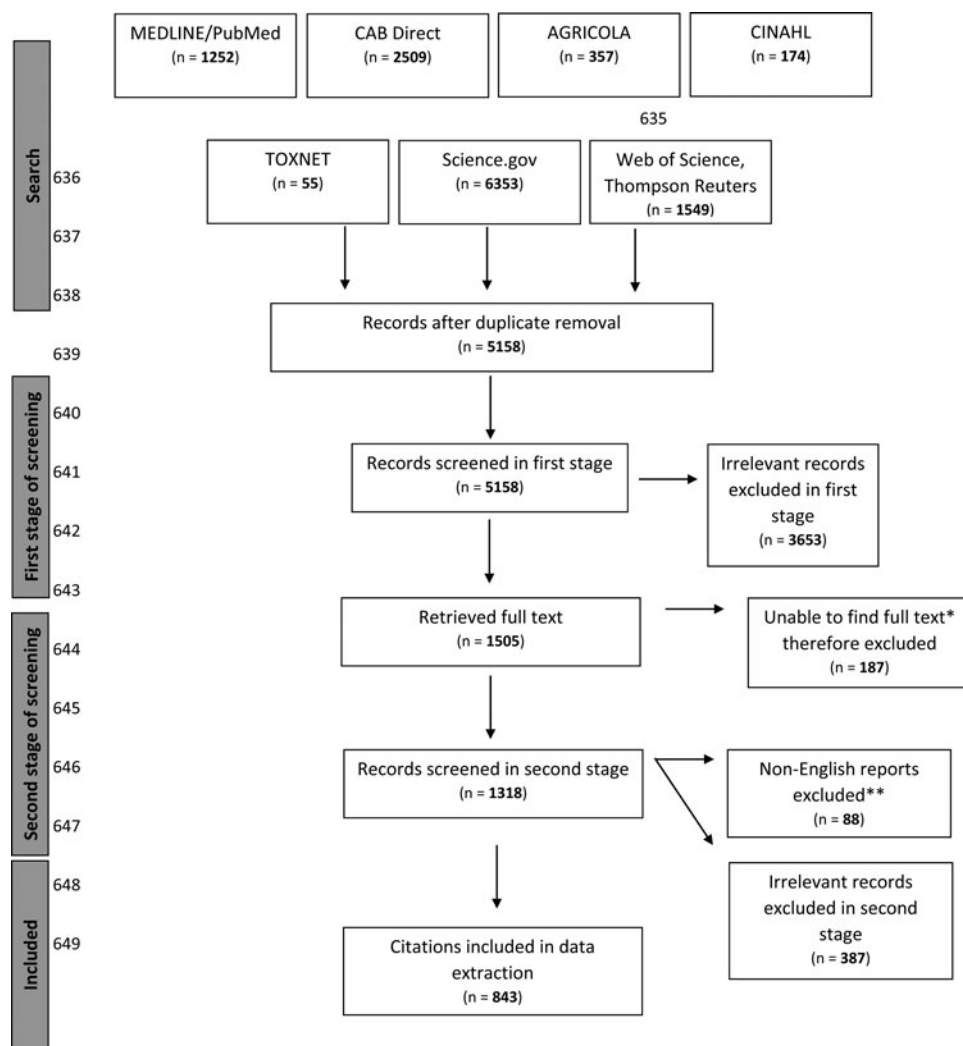 MEDLINE/PubMed
(n = 1252)
CAB Direct
(n = 2509)
AGRICOLA
(n = 357)
CINAHL
(n = 174)
635
Search
636
637
638
TOXNET
(n = 55)
Science.gov
(n = 6353)
Web of Science,
Thompson Reuters
(n = 1549)
Records after duplicate removal
(n = 5158)
639
First stage of screening
640
641
642
643
Records screened in first stage
(n = 5158)
Irrelevant records
excluded in first
stage
(n = 3653)
Second stage of screening
644
645
646
647
Retrieved full text
(n = 1505)
Unable to find full text*
therefore excluded
(n = 187)
Records screened in second stage
(n = 1318)
Non-English reports
excluded**
(n = 88)
Irrelevant records
excluded in second
stage
(n = 387)
Included
648
649
Citations included in data
extraction
(n = 843)